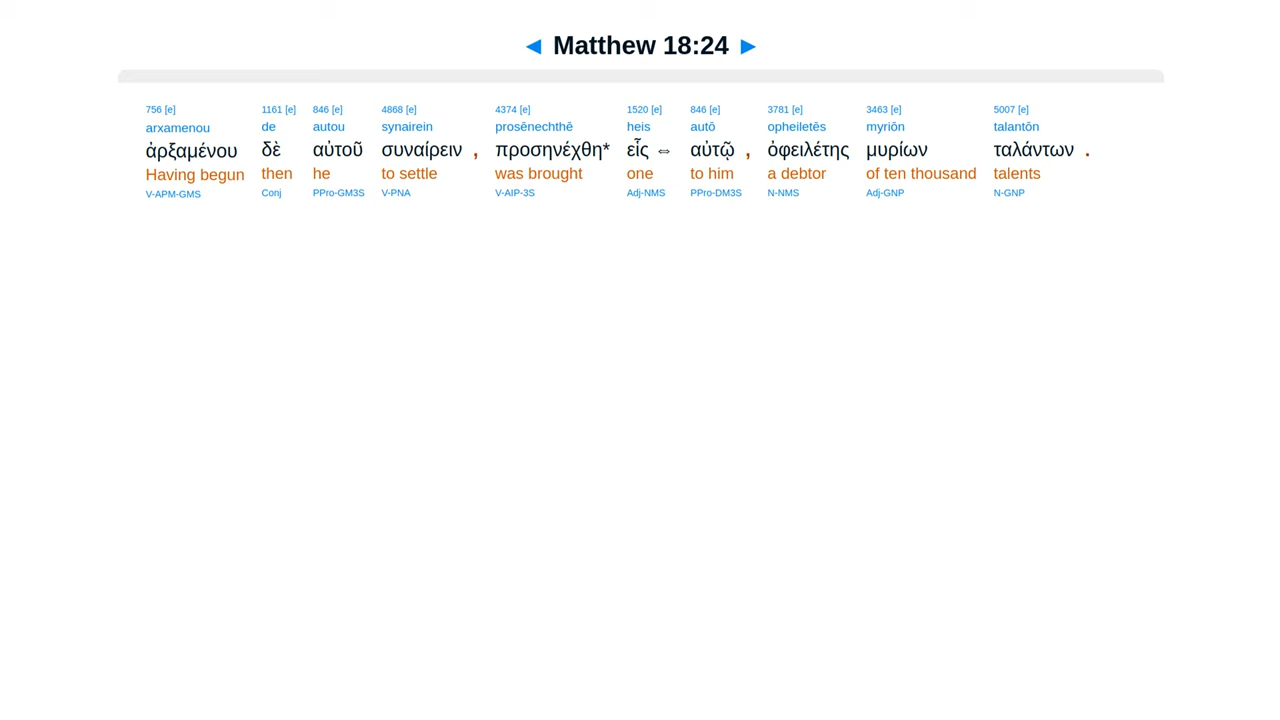 ◄ Matthew 18:24 ►
756 [e] 1161 [e] 846 [e] 4868 [e] 4374 [e] 1520 [e] 846 [e] 3781 [e] 3463 [e] 5007 [e]
arxamenou de autou synairein prosēnechthē heis autō opheiletēs myriōn talantōn
ἀρξαμένου δὲ αὐτοῦ συναίρειν , προσηνέχθη* εἷς ⇔ αὐτῷ , ὀφειλέτης μυρίων ταλάντων .
Having begun then he to settle was brought one to him a debtor of ten thousand talents
V-APM-GMS Conj PPro-GM3S V-PNA V-AIP-3S Adj-NMS PPro-DM3S N-NMS Adj-GNP N-GNP